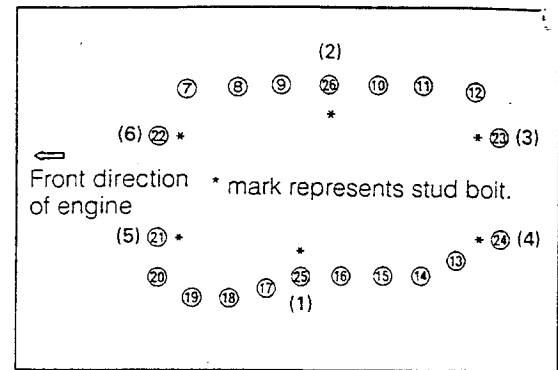 (2)
⑦ ⑧ ⑨ ㉖ ⑩ ⑪ ⑫
*
(6) ㉒ * * ㉓ (3)
Front direction * mark represents stud boit.
of engine
(5) ㉑ * * * ㉔ (4)
⑳ ⑲ ⑱ ⑰ ㉕ ⑯ ⑮ ⑭ ⑬
(1)